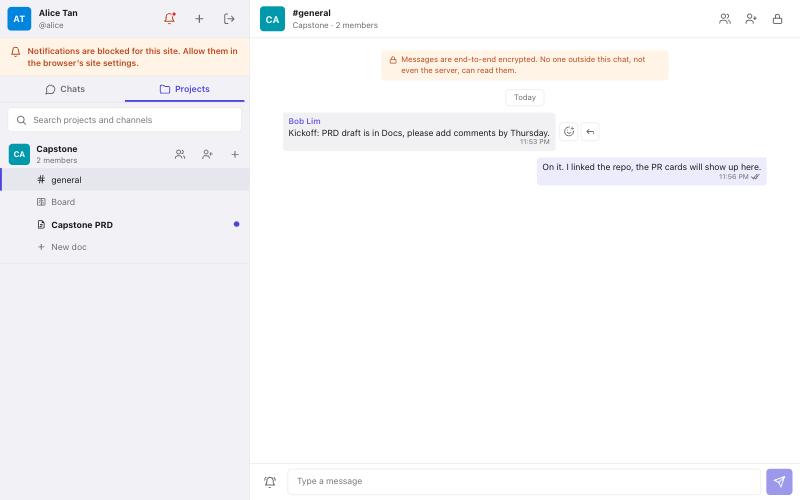 AT
Alice Tan
@alice
Notifications are blocked for this site. Allow them in
the browser's site settings.
Chats
Projects
Search projects and channels
CA
Capstone
2 members
general
Board
Capstone PRD
New doc
CA
#general
Capstone · 2 members
Messages are end-to-end encrypted. No one outside this chat, not
even the server, can read them.
Today
Bob Lim
Kickoff: PRD draft is in Docs, please add comments by Thursday.
11:53 PM
On it. I linked the repo, the PR cards will show up here.
11:56 PM
Type a message